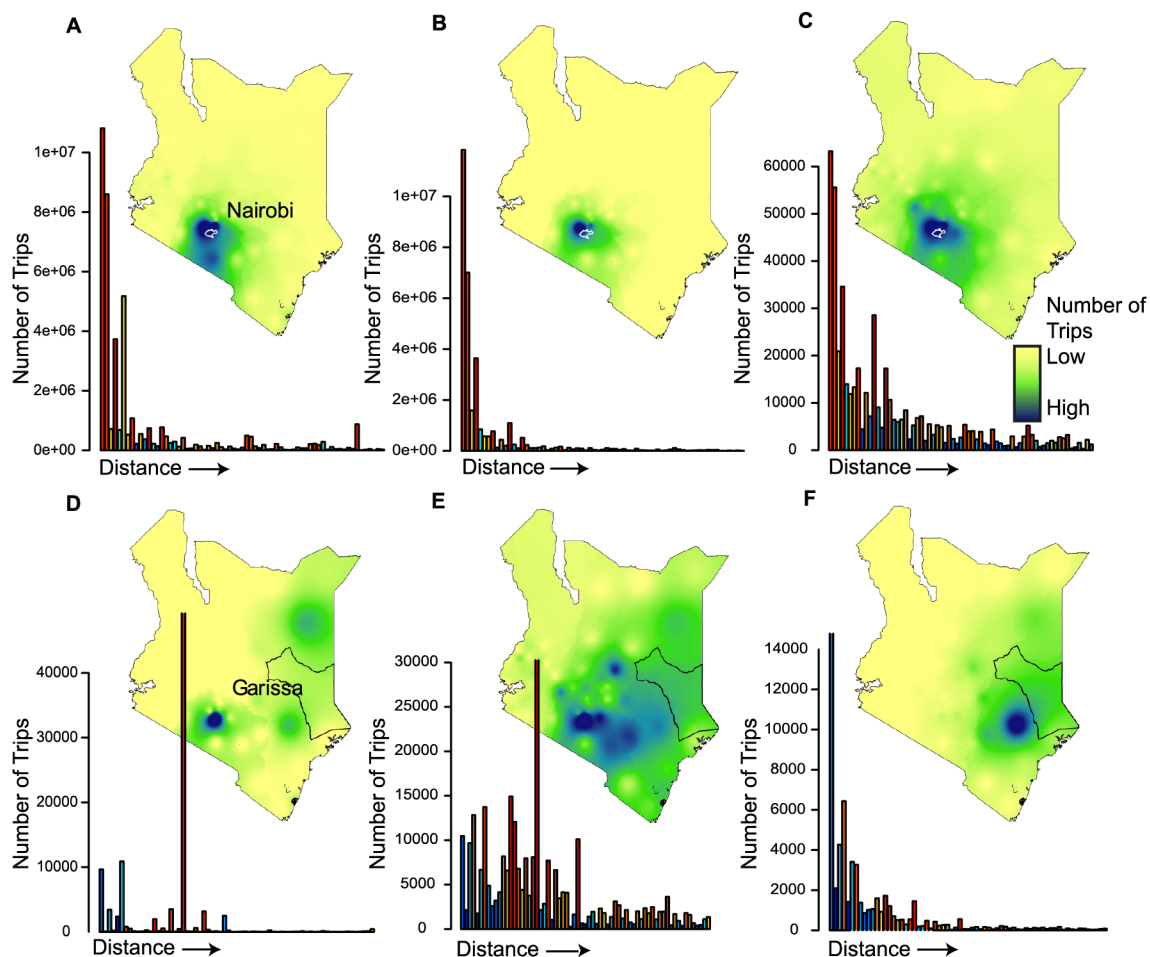 A
Number of Trips
1e+07
8e+06
6e+06
4e+06
2e+06
0e+00
Nairobi
Distance
B
Number of Trips
1e+07
8e+06
6e+06
4e+06
2e+06
0e+00
Distance
C
Number of Trips
60000
50000
40000
30000
20000
10000
0
Distance
Number of
Trips
Low
High
D
Number of Trips
40000
30000
20000
10000
0
Garissa
Distance
E
Number of Trips
30000
25000
20000
15000
10000
5000
0
Distance
F
Number of Trips
14000
12000
10000
8000
6000
4000
2000
0
Distance